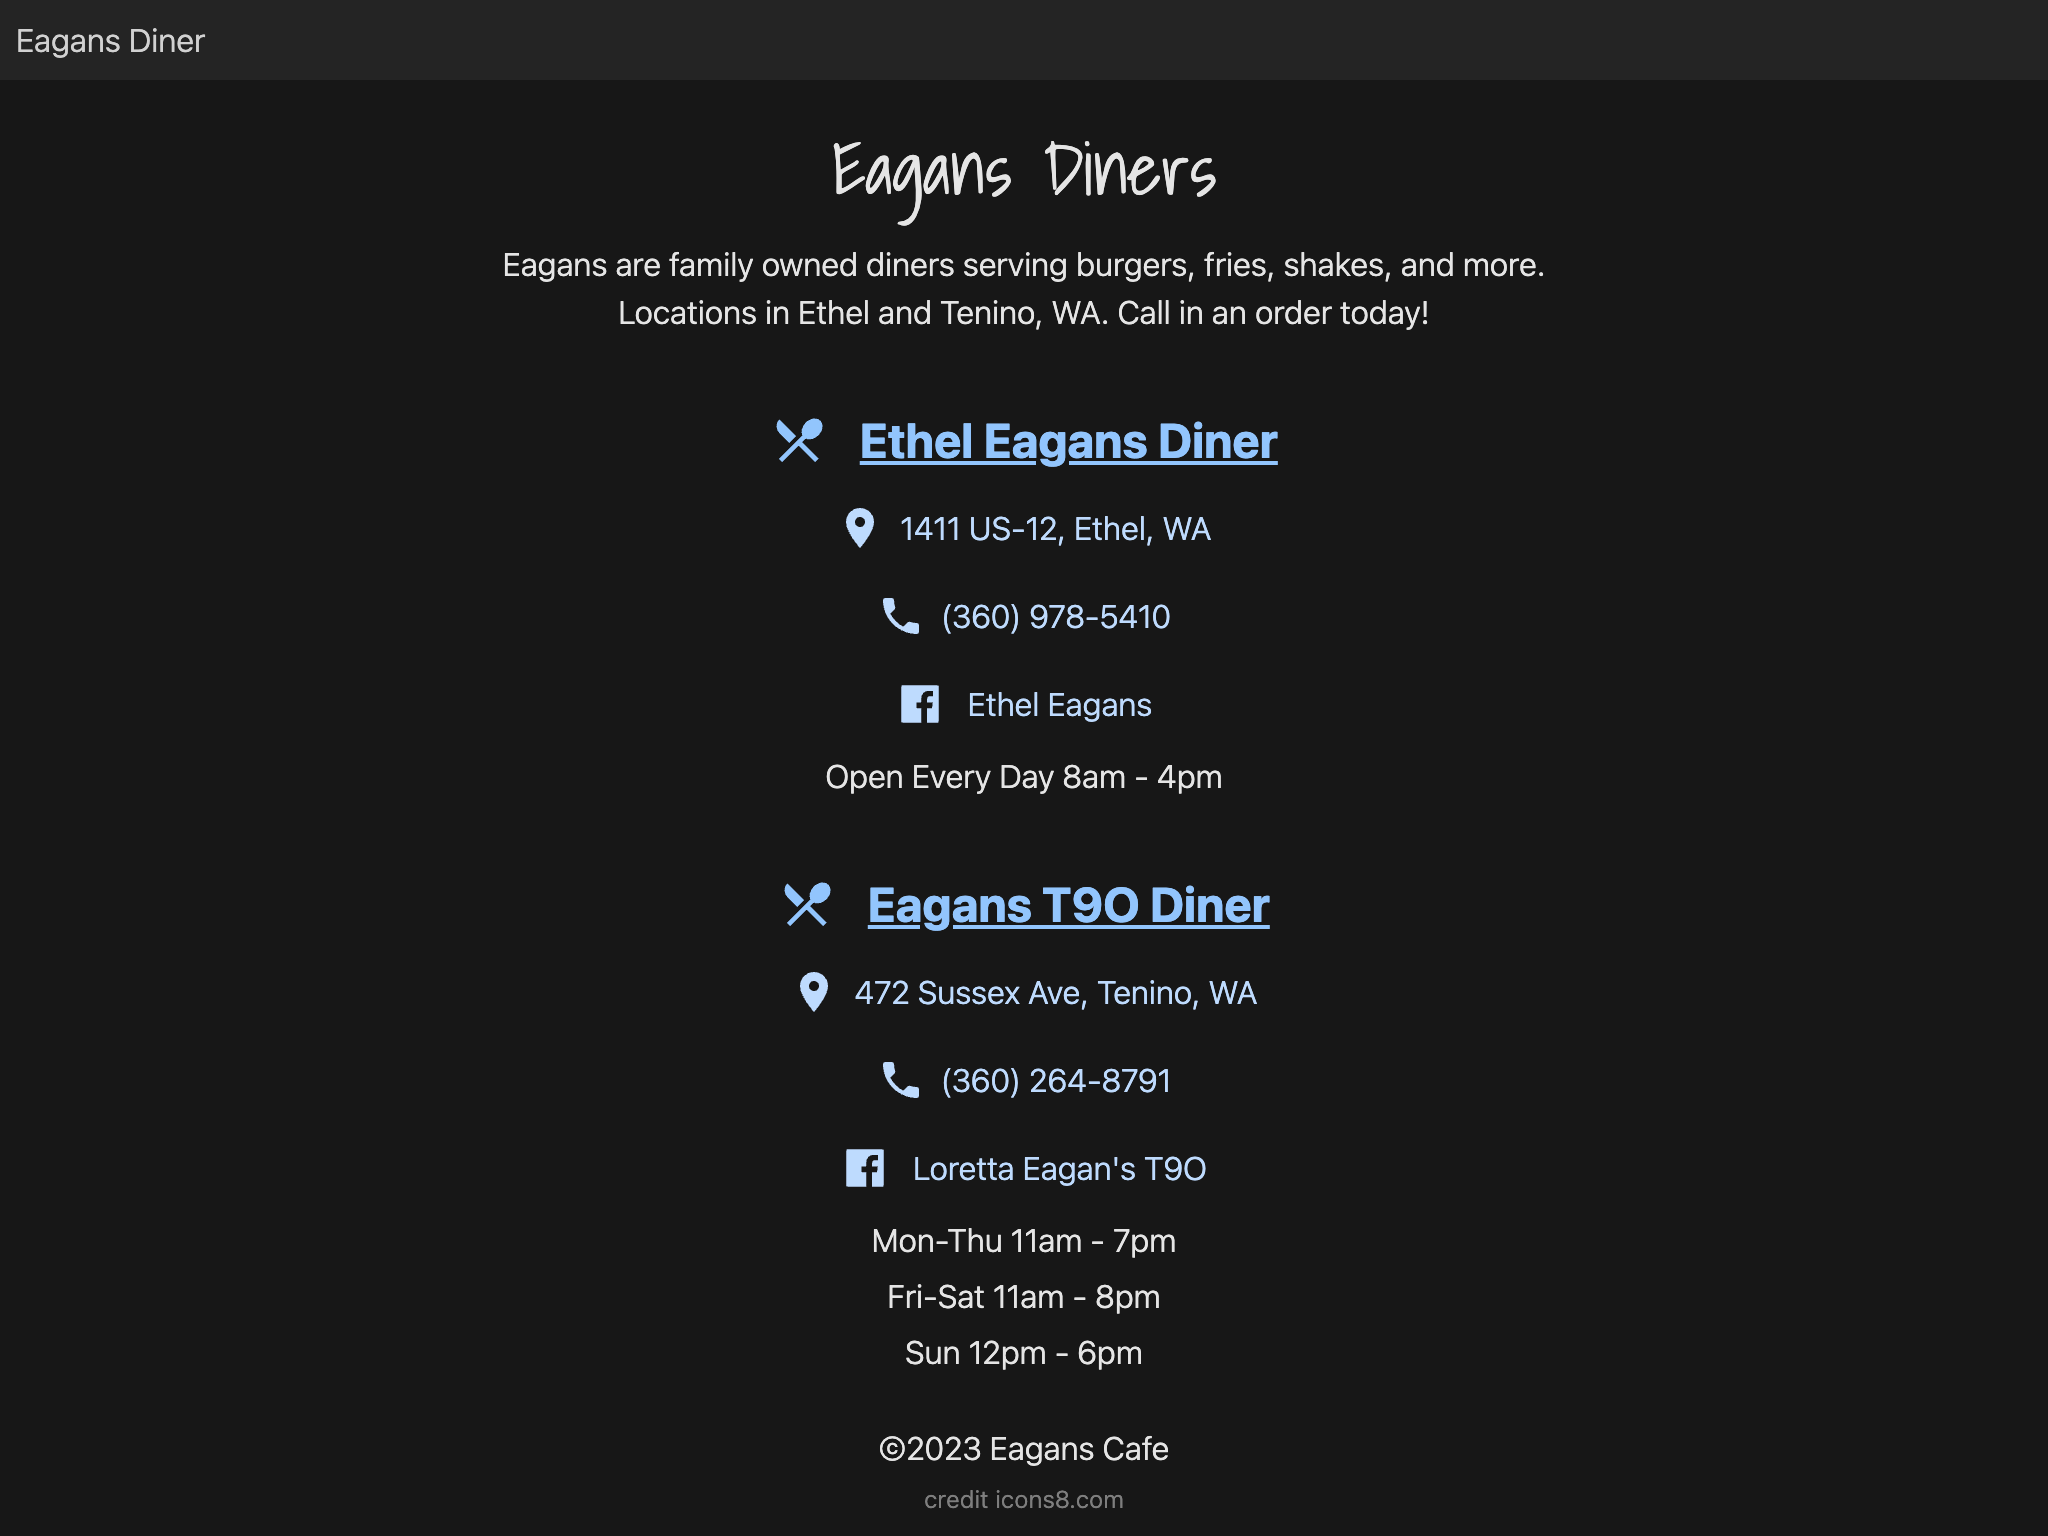 Eagans Diner
Eagans Diners
Eagans are family owned diners serving burgers, fries, shakes, and more.
Locations in Ethel and Tenino, WA. Call in an order today!
Ethel Eagans Diner
1411 US-12, Ethel, WA
(360) 978-5410
Ethel Eagans
Open Every Day 8am - 4pm
Eagans T9O Diner
472 Sussex Ave, Tenino, WA
(360) 264-8791
Loretta Eagan's T9O
Mon-Thu 11am - 7pm
Fri-Sat 11am - 8pm
Sun 12pm - 6pm
©2023 Eagans Cafe
credit icons8.com